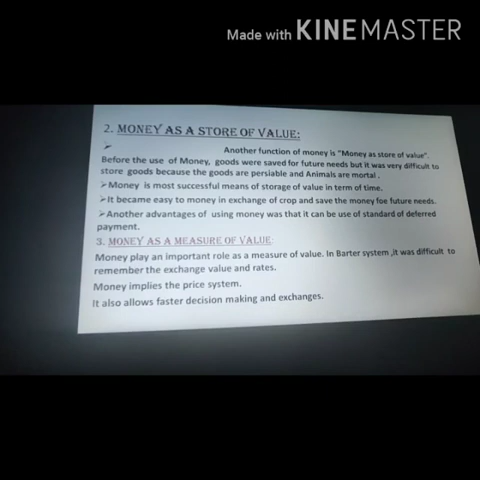 Made with KINEMASTER
2. MONEY AS A STORE OF VALUE:
➢
Another function of money is "Money as store of value".
Before the use of Money, goods were saved for future needs but it was very difficult to
store goods because the goods are persiable and Animals are mortal .
➢Money is most successful means of storage of value in term of time.
➢It became easy to money in exchange of crop and save the money foe future needs.
➢Another advantages of using money was that it can be use of standard of deferred
payment.
3. MONEY AS A MEASURE OF VALUE:
Money play an important role as a measure of value. In Barter system ,it was difficult to
remember the exchange value and rates.
Money implies the price system.
It also allows faster decision making and exchanges.